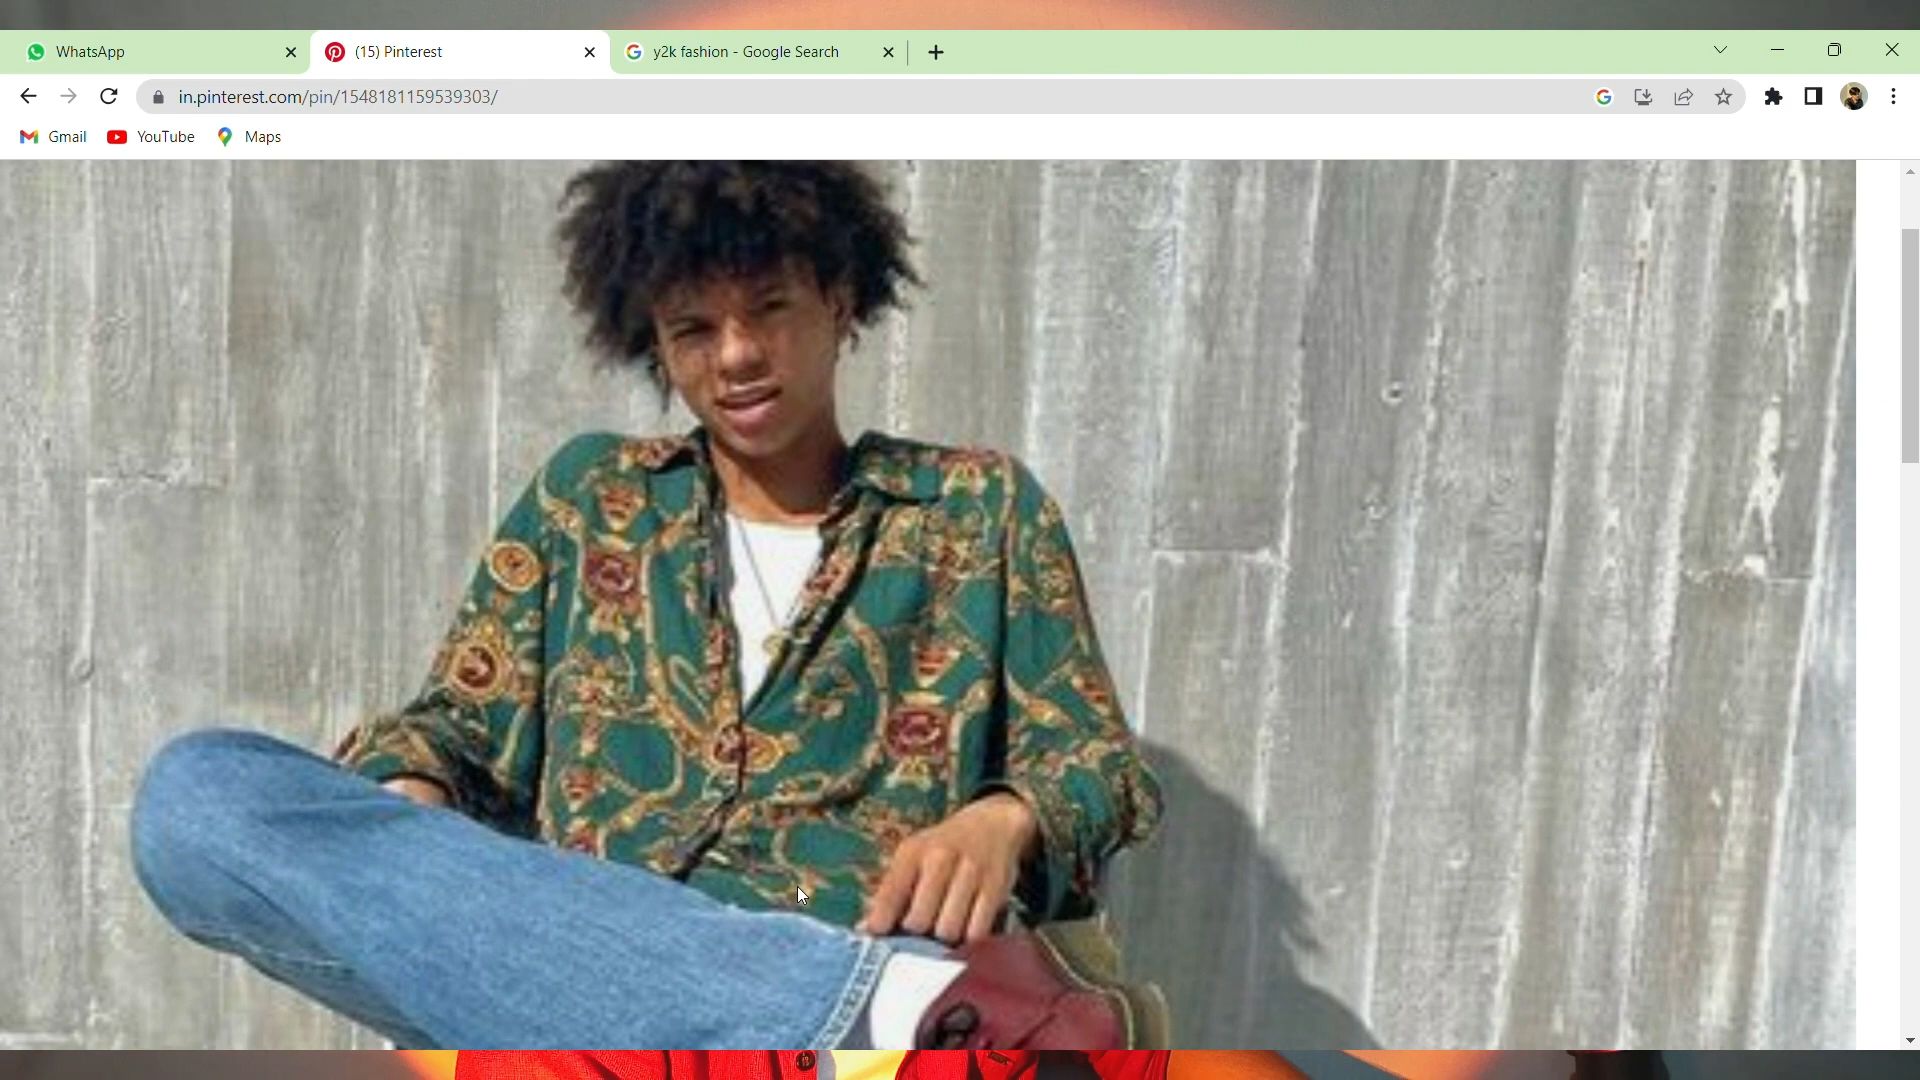 WhatsApp
(15) Pinterest
y2k fashion - Google Search
in.pinterest.com/pin/1548181159539303/
Gmail
YouTube
Maps